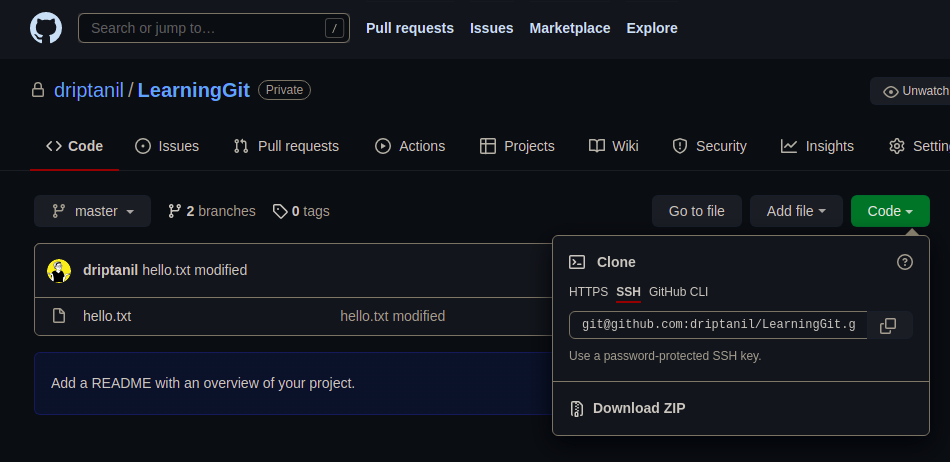 Search or jump to… / Pull requests Issues Marketplace Explore
driptanil / LearningGit Private Unwatch
Code Issues Pull requests Actions Projects Wiki Security Insights Settin
master 2 branches 0 tags Go to file Add file Code
driptanil hello.txt modified
hello.txt hello.txt modified
Add a README with an overview of your project.
Clone
HTTPS SSH GitHub CLI
git@github.com:driptanil/LearningGit.g
Use a password-protected SSH key.
Download ZIP